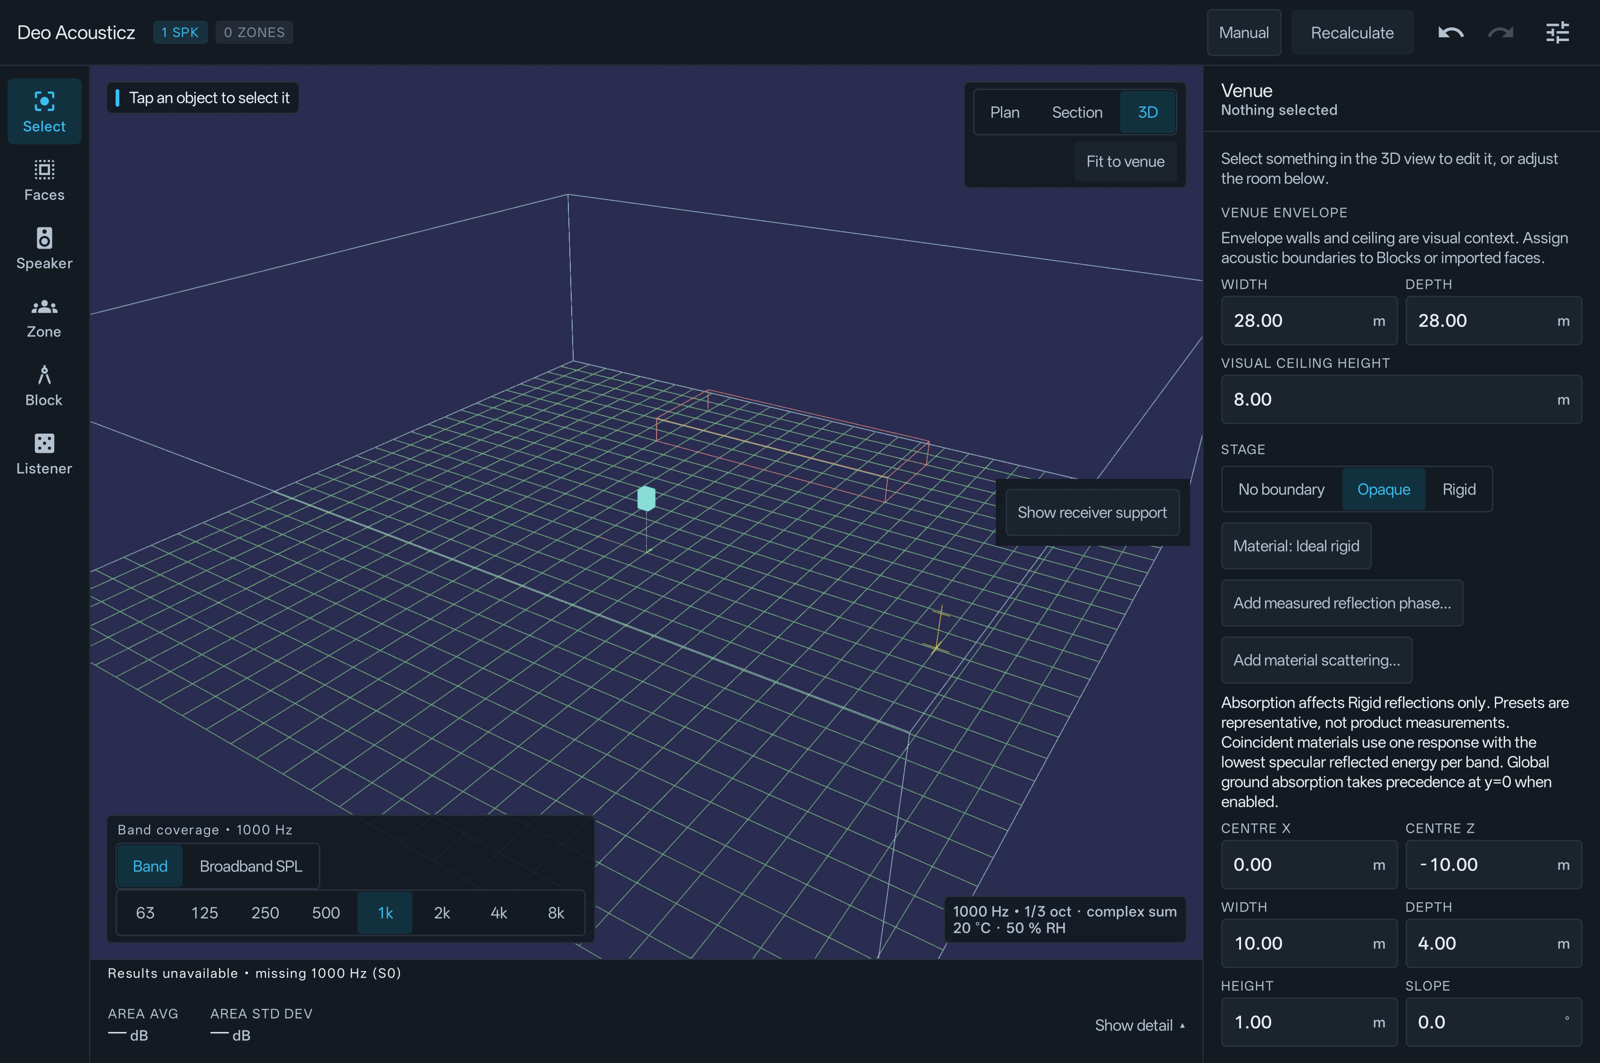 Deo Acousticz
1 SPK
0 ZONES
Manual
Recalculate
Select
Faces
Speaker
Zone
Block
Listener
Tap an object to select it
Plan
Section
3D
Fit to venue
Show receiver support
Band coverage • 1000 Hz
Band
Broadband SPL
63
125
250
500
1k
2k
4k
8k
1000 Hz • 1/3 oct · complex sum
20 °C · 50 % RH
Results unavailable • missing 1000 Hz (S0)
AREA AVG
— dB
AREA STD DEV
— dB
Show detail ▴
Venue
Nothing selected
Select something in the 3D view to edit it, or adjust
the room below.
VENUE ENVELOPE
Envelope walls and ceiling are visual context. Assign
acoustic boundaries to Blocks or imported faces.
WIDTH
28.00 m
DEPTH
28.00 m
VISUAL CEILING HEIGHT
8.00 m
STAGE
No boundary
Opaque
Rigid
Material: Ideal rigid
Add measured reflection phase...
Add material scattering...
Absorption affects Rigid reflections only. Presets are
representative, not product measurements.
Coincident materials use one response with the
lowest specular reflected energy per band. Global
ground absorption takes precedence at y=0 when
enabled.
CENTRE X
0.00 m
CENTRE Z
-10.00 m
WIDTH
10.00 m
DEPTH
4.00 m
HEIGHT
1.00 m
SLOPE
0.0 °